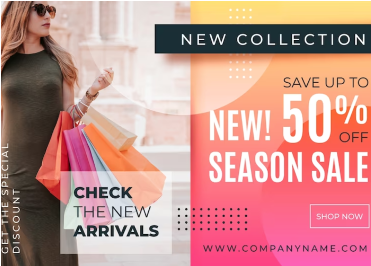 NEW COLLECTION
SAVE UP TO
NEW! 50%
OFF
SEASON SALE
SHOP NOW
WWW.COMPANYNAME.COM
CHECK
THE NEW
ARRIVALS
GET THE SPECIAL
DISCOUNT